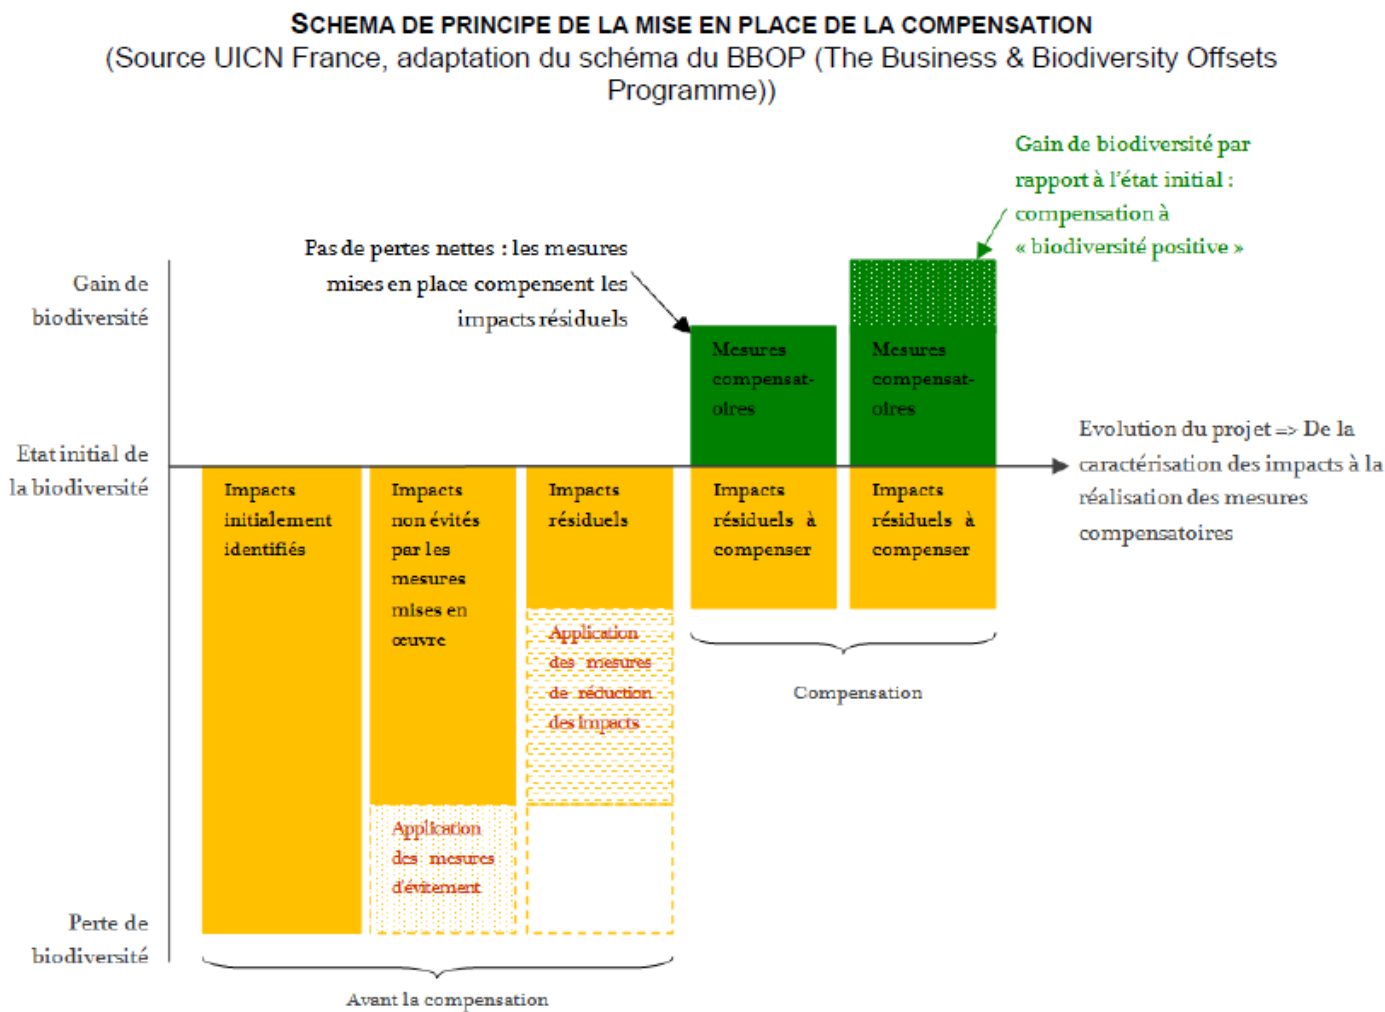 SCHEMA DE PRINCIPE DE LA MISE EN PLACE DE LA COMPENSATION
(Source UICN France, adaptation du schéma du BBOP (The Business & Biodiversity Offsets
Programme))
Gain de biodiversité par
rapport à l'état initial :
compensation à
« biodiversité positive »
Pas de pertes nettes : les mesures
mises en place compensent les
impacts résiduels
Gain de
biodiversité
Mesures
compensat-
oires
Mesures
compensat-
oires
Etat initial de
la biodiversité
Evolution du projet => De la
caractérisation des impacts à la
réalisation des mesures
compensatoires
Impacts
initialement
identifiés
Impacts
non évités
par les
mesures
mises en
œuvre
Impacts
résiduels
Impacts
résiduels à
compenser
Impacts
résiduels à
compenser
Application
des mesures
de réduction
des impacts
Compensation
Application
des mesures
d'évitement
Perte de
biodiversité
Avant la compensation